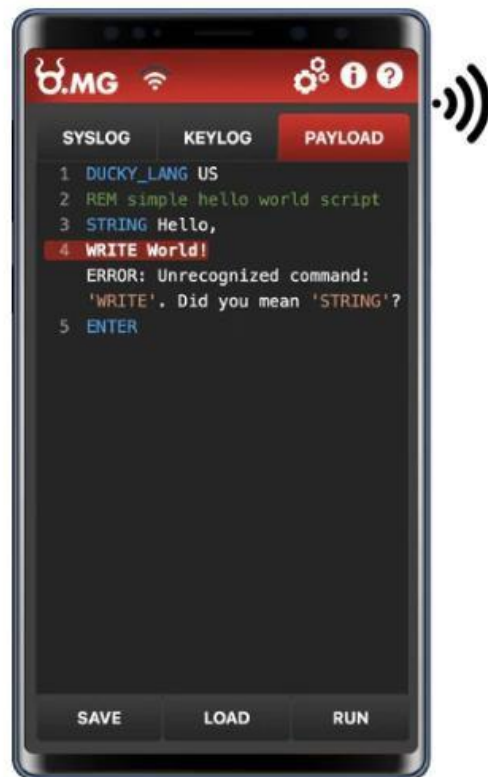 O.MG
SYSLOG KEYLOG PAYLOAD
1 DUCKY_LANG US
2 REM simple hello world script
3 STRING Hello,
4 WRITE World!
ERROR: Unrecognized command:
'WRITE'. Did you mean 'STRING'?
5 ENTER
SAVE LOAD RUN